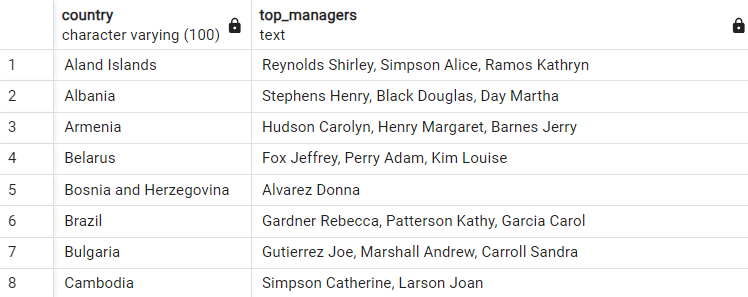 country top_managers
character varying (100) text
1 Aland Islands Reynolds Shirley, Simpson Alice, Ramos Kathryn
2 Albania Stephens Henry, Black Douglas, Day Martha
3 Armenia Hudson Carolyn, Henry Margaret, Barnes Jerry
4 Belarus Fox Jeffrey, Perry Adam, Kim Louise
5 Bosnia and Herzegovina Alvarez Donna
6 Brazil Gardner Rebecca, Patterson Kathy, Garcia Carol
7 Bulgaria Gutierrez Joe, Marshall Andrew, Carroll Sandra
8 Cambodia Simpson Catherine, Larson Joan